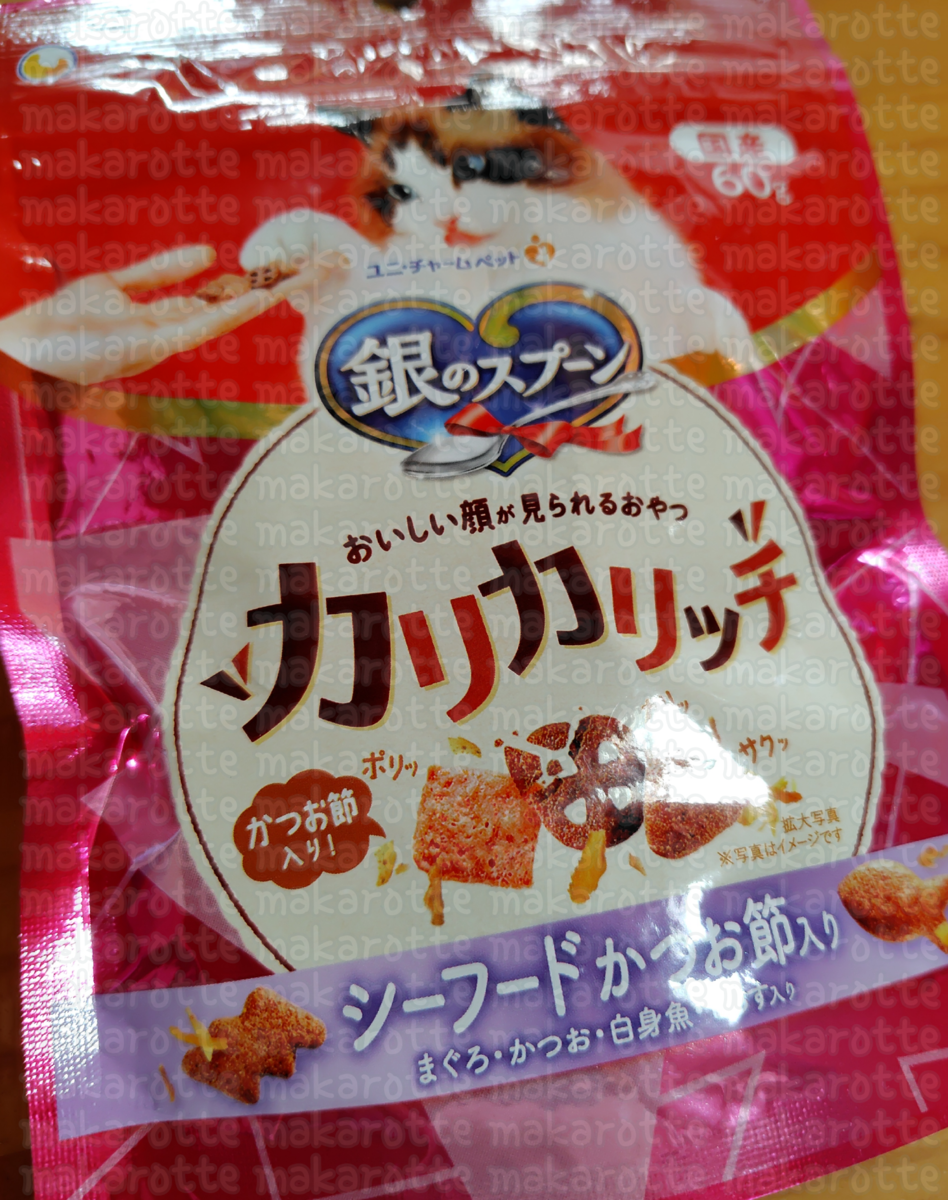 国産
60g
ユニ・チャームペット
銀のスプーン
おいしい顔が見られるおやつ
カリカリッチ
ポリッ
サクッ
かつお節
入り!
拡大写真
※写真はイメージです
シーフードかつお節入り
まぐろ・かつお・白身魚 す入り
makarotte